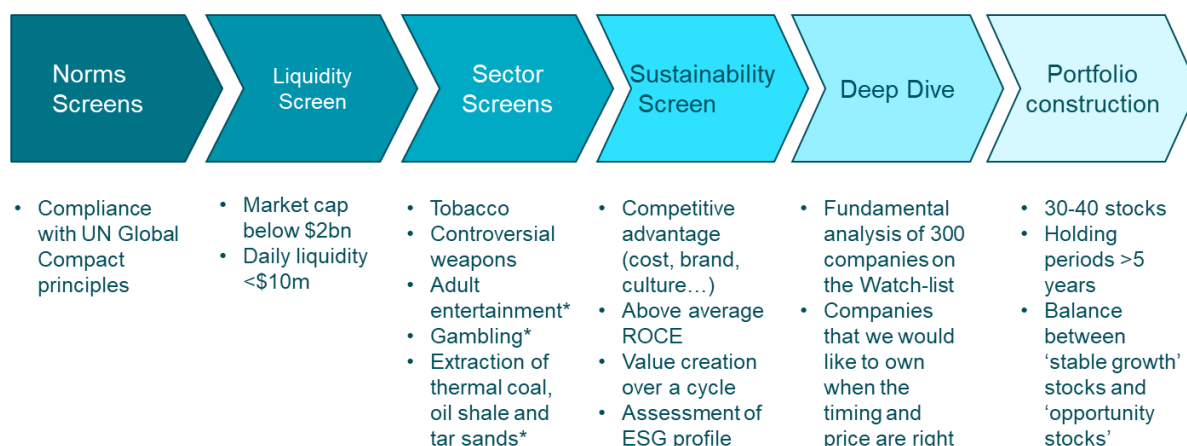 Norms
Screens
Liquidity
Screen
Sector
Screens
Sustainability
Screen
Deep Dive
Portfolio
construction
• Compliance
with UN Global
Compact
principles
• Market cap
below $2bn
• Daily liquidity
<$10m
• Tobacco
• Controversial
weapons
• Adult
entertainment*
• Gambling*
• Extraction of
thermal coal,
oil shale and
tar sands*
• Competitive
advantage
(cost, brand,
culture…)
• Above average
ROCE
• Value creation
over a cycle
• Assessment of
ESG profile
• Fundamental
analysis of 300
companies on
the Watch-list
• Companies
that we would
like to own
when the
timing and
price are right
• 30-40 stocks
• Holding
periods >5
years
• Balance
between
‘stable growth’
stocks and
‘opportunity
stocks’